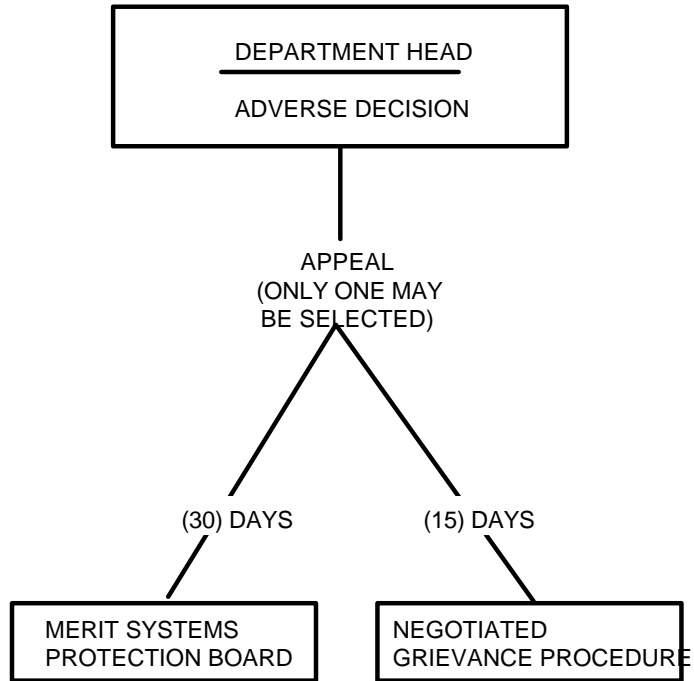 DEPARTMENT HEAD
ADVERSE DECISION
APPEAL
(ONLY ONE MAY
BE SELECTED)
(30) DAYS
(15) DAYS
MERIT SYSTEMS
PROTECTION BOARD
NEGOTIATED
GRIEVANCE PROCEDURE